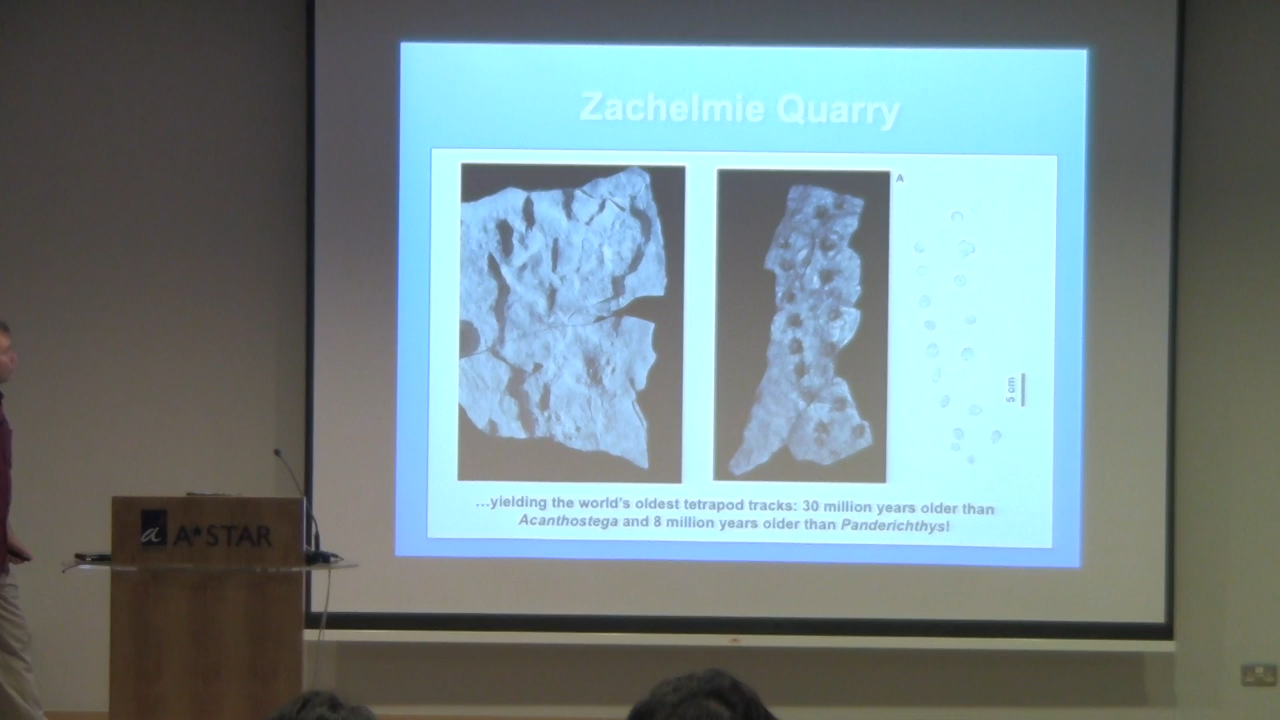 Zachelmie Quarry
A
5 cm
...yielding the world's oldest tetrapod tracks: 30 million years older than
Acanthostega and 8 million years older than Panderichthys!
a A*STAR